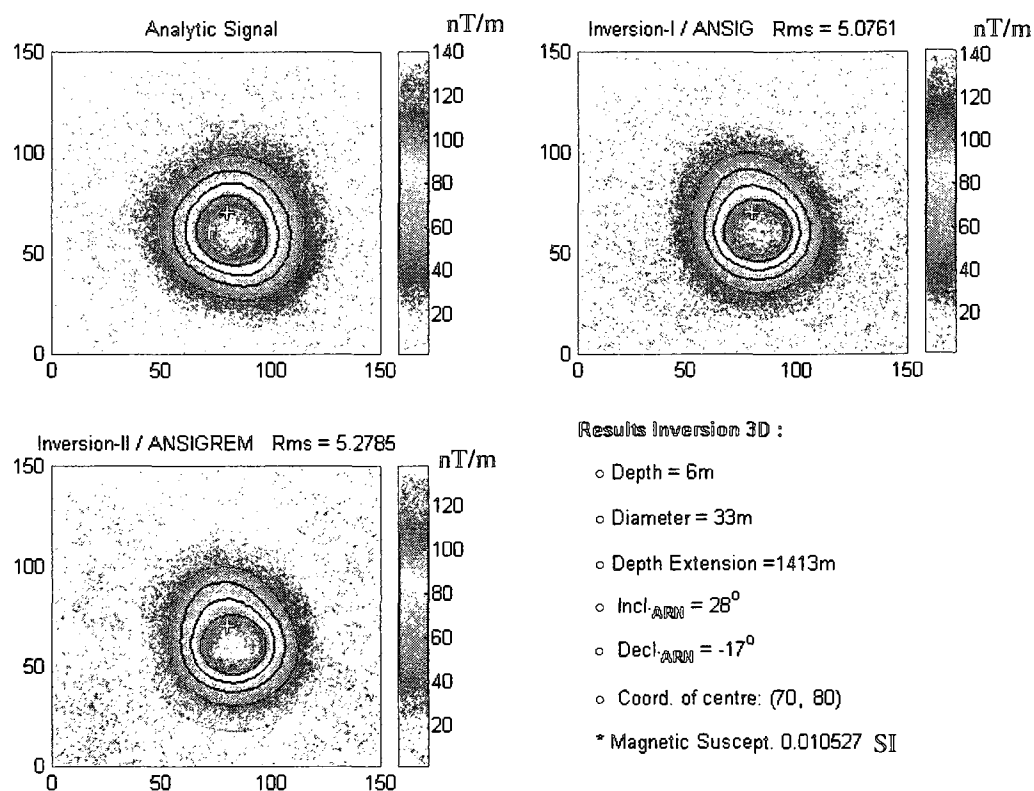 Analytic Signal
nT/m
150
100
50
0
0 50 100 150
140
120
100
80
60
40
20
Inversion-I / ANSIG Rms = 5.0761
nT/m
150
100
50
0
0 50 100 150
140
120
100
80
60
40
20
Inversion-II / ANSIGREM Rms = 5.2785
nT/m
150
100
50
0
0 50 100 150
120
100
80
60
40
20
Results Inversion 3D :
o Depth = 6m
o Diameter = 33m
o Depth Extension =1413m
o Incl.ARN = 28°
o Decl.ARN = -17°
o Coord. of centre: (70, 80)
* Magnetic Suscept. 0.010527 SI